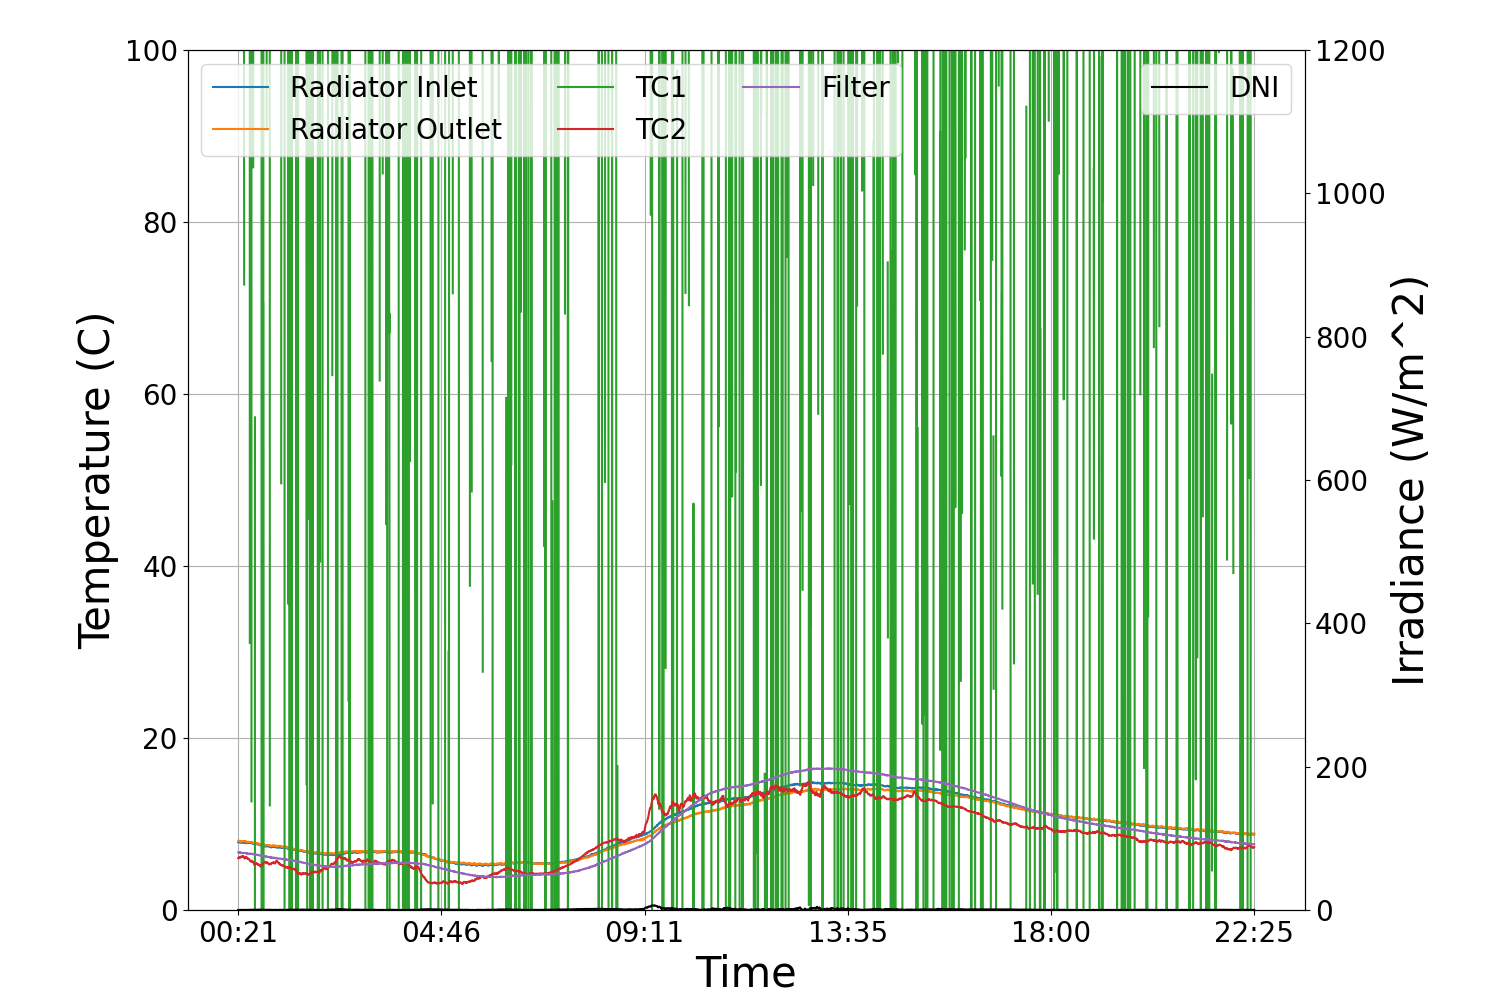 100
80
60
40
20
0
Temperature (C)
Radiator Inlet
Radiator Outlet
TC1
TC2
Filter
DNI
1200
1000
800
600
400
200
0
Irradiance (W/m^2)
00:21 04:46 09:11 13:35 18:00 22:25
Time